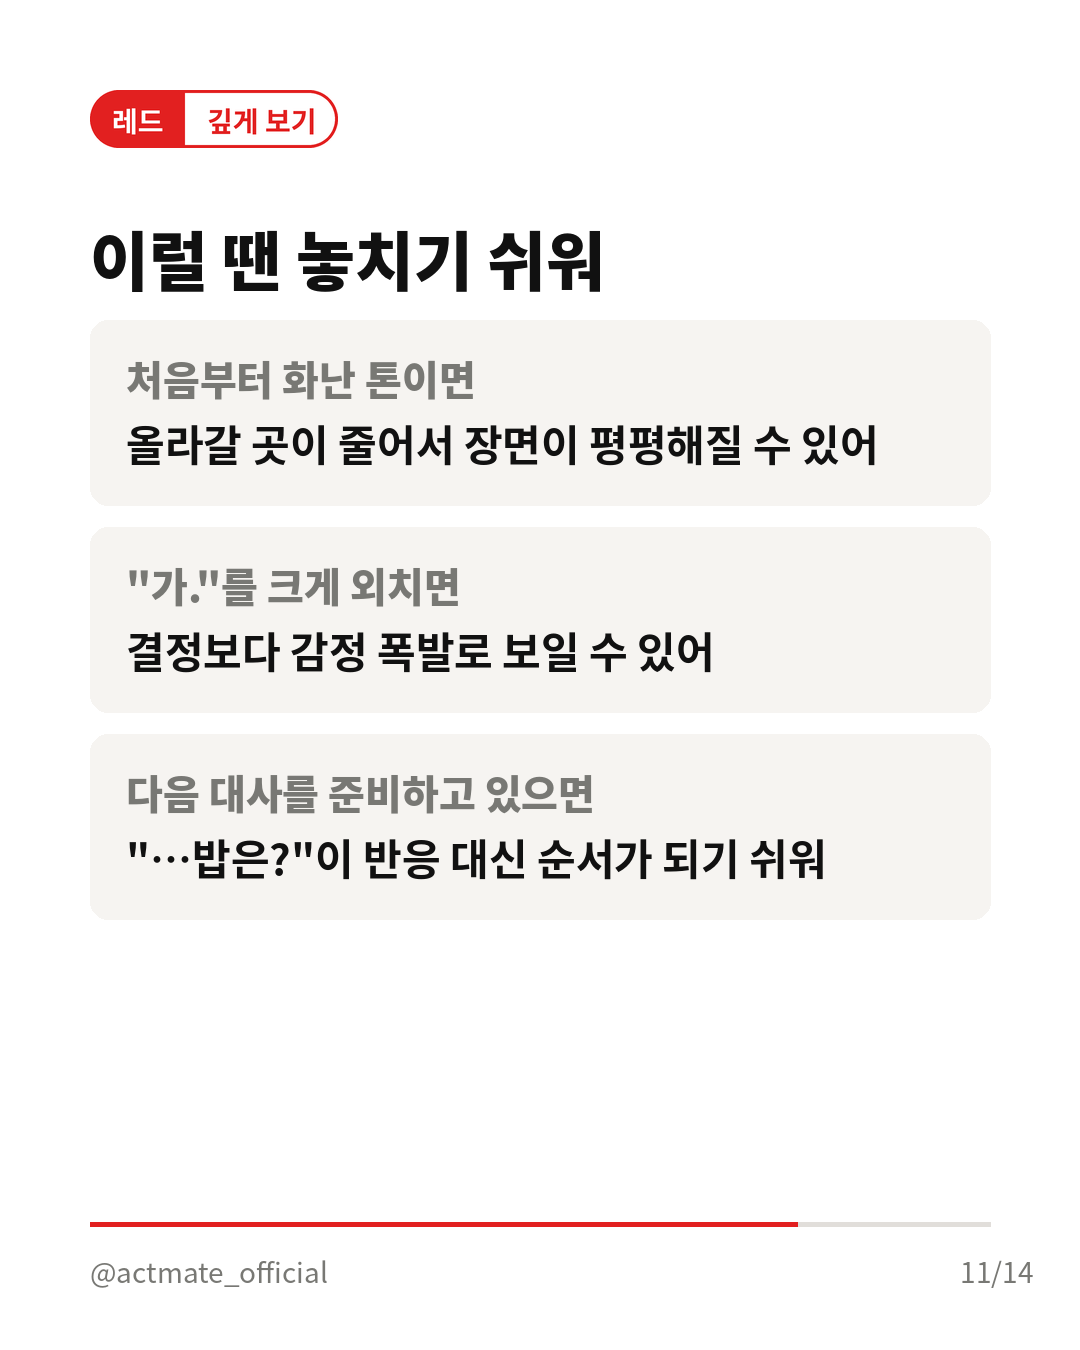 레드 깊게 보기
이럴 땐 놓치기 쉬워
처음부터 화난 톤이면
올라갈 곳이 줄어서 장면이 평평해질 수 있어
"가."를 크게 외치면
결정보다 감정 폭발로 보일 수 있어
다음 대사를 준비하고 있으면
"…밥은?"이 반응 대신 순서가 되기 쉬워
@actmate_official 11/14